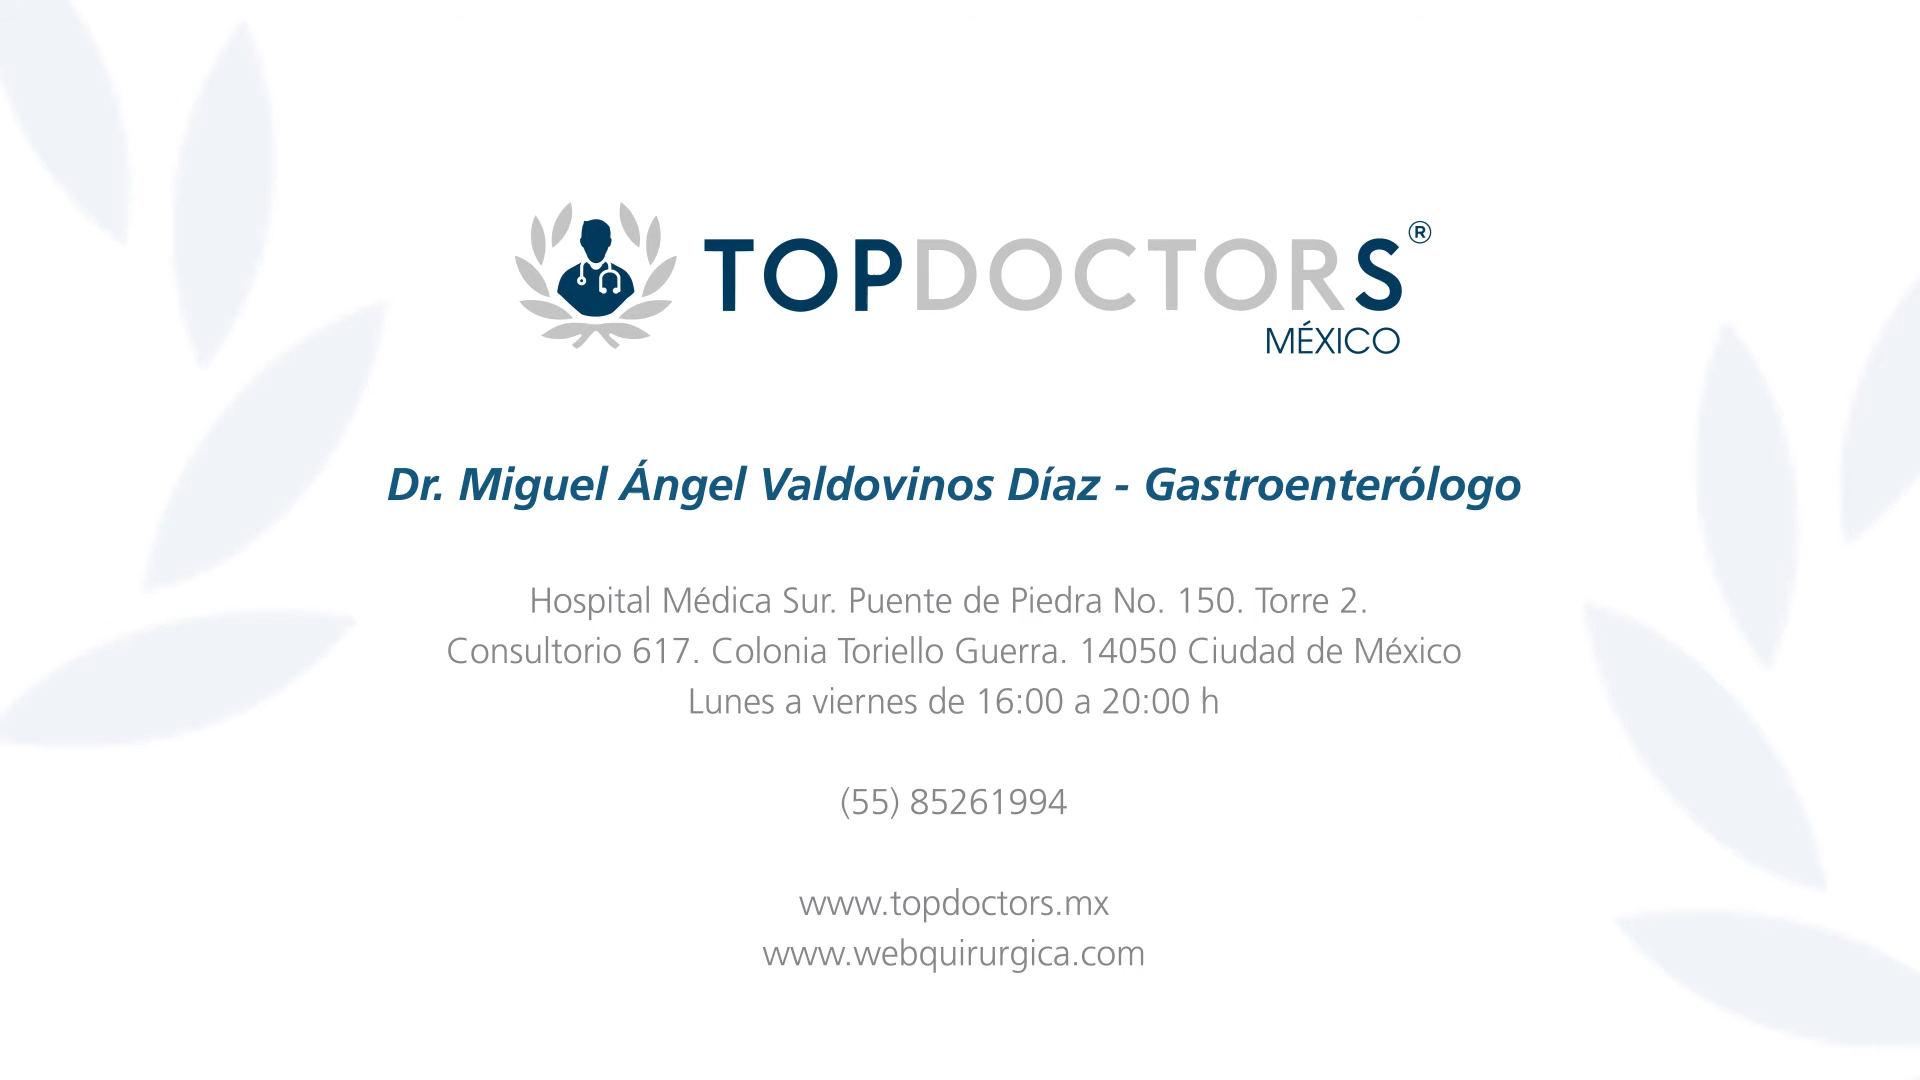 TOPDOCTORS®
MÉXICO
Dr. Miguel Ángel Valdovinos Díaz - Gastroenterólogo
Hospital Médica Sur. Puente de Piedra No. 150. Torre 2.
Consultorio 617. Colonia Toriello Guerra. 14050 Ciudad de México
Lunes a viernes de 16:00 a 20:00 h
(55) 85261994
www.topdoctors.mx
www.webquirurgica.com